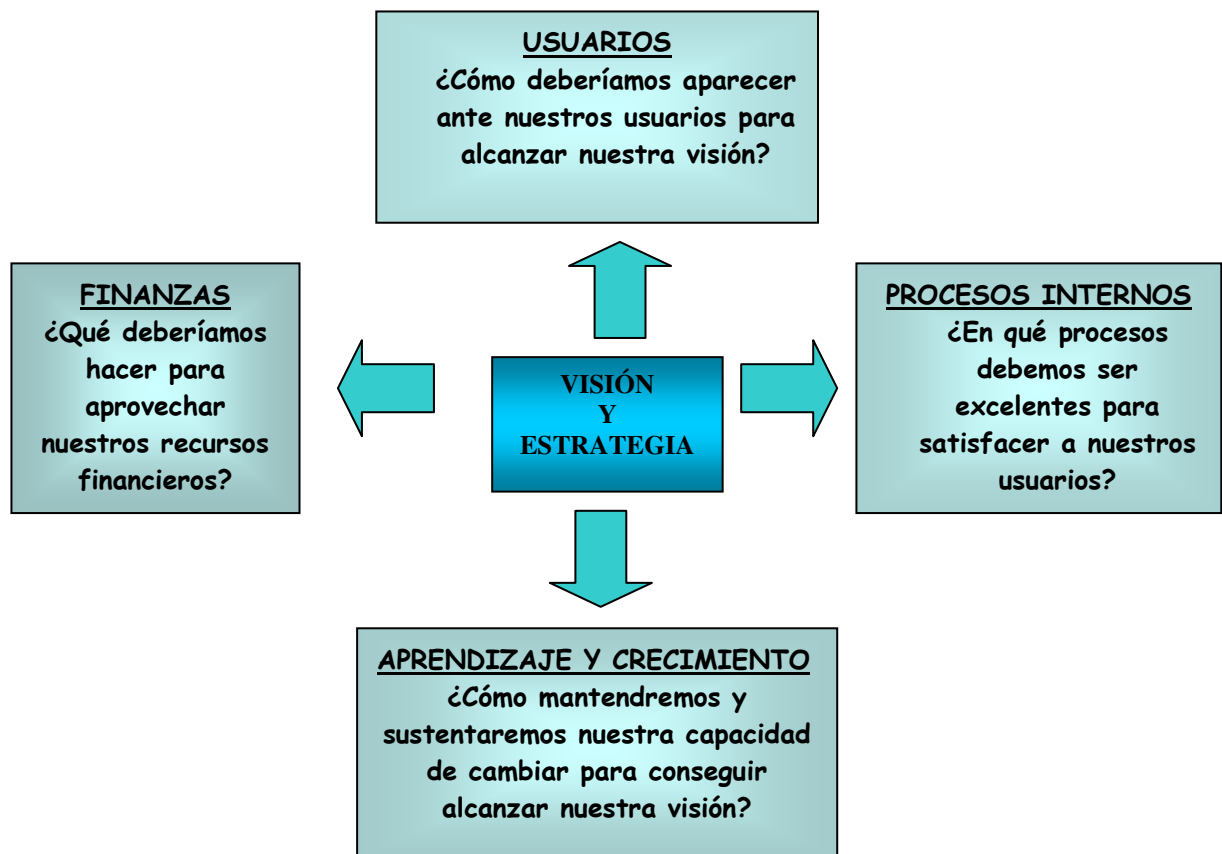 USUARIOS
¿Cómo deberíamos aparecer
ante nuestros usuarios para
alcanzar nuestra visión?
FINANZAS
¿Qué deberíamos
hacer para
aprovechar
nuestros recursos
financieros?
VISIÓN
Y
ESTRATEGIA
PROCESOS INTERNOS
¿En qué procesos
debemos ser
excelentes para
satisfacer a nuestros
usuarios?
APRENDIZAJE Y CRECIMIENTO
¿Cómo mantendremos y
sustentaremos nuestra capacidad
de cambiar para conseguir
alcanzar nuestra visión?